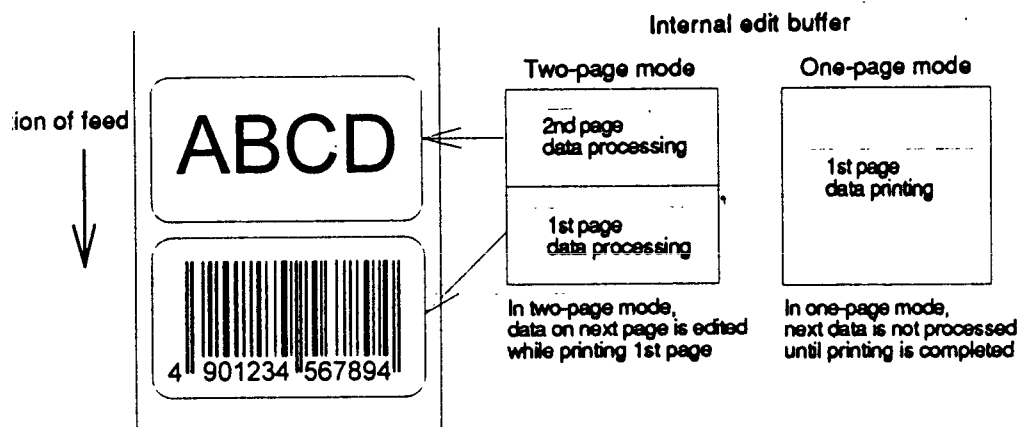 Internal edit buffer
Two-page mode
One-page mode
ion of feed
ABCD
2nd page
data processing
1st page
data processing
1st page
data printing
4 901234 567894
In two-page mode,
data on next page is edited
while printing 1st page
In one-page mode,
next data is not processed
until printing is completed